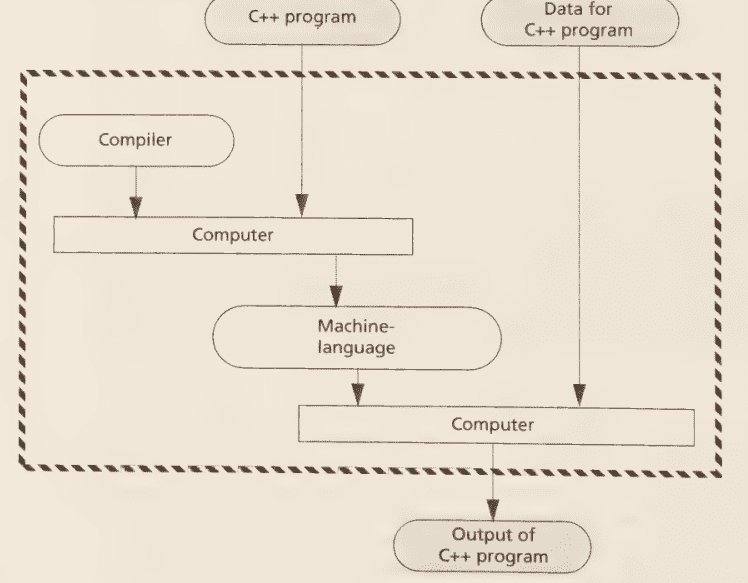 C++ program
Data for
C++ program
Compiler
Computer
Machine-
language
Computer
Output of
C++ program